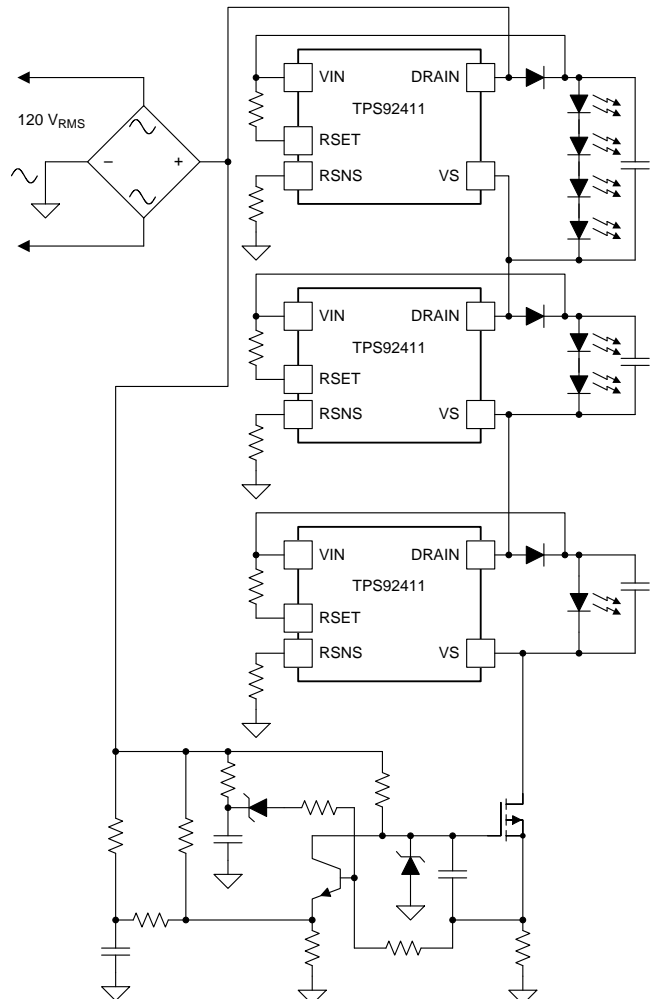 VIN
DRAIN
TPS92411
120 VRMS
RSET
– +
RSNS
VS
VIN
DRAIN
TPS92411
RSET
RSNS
VS
VIN
DRAIN
TPS92411
RSET
RSNS
VS